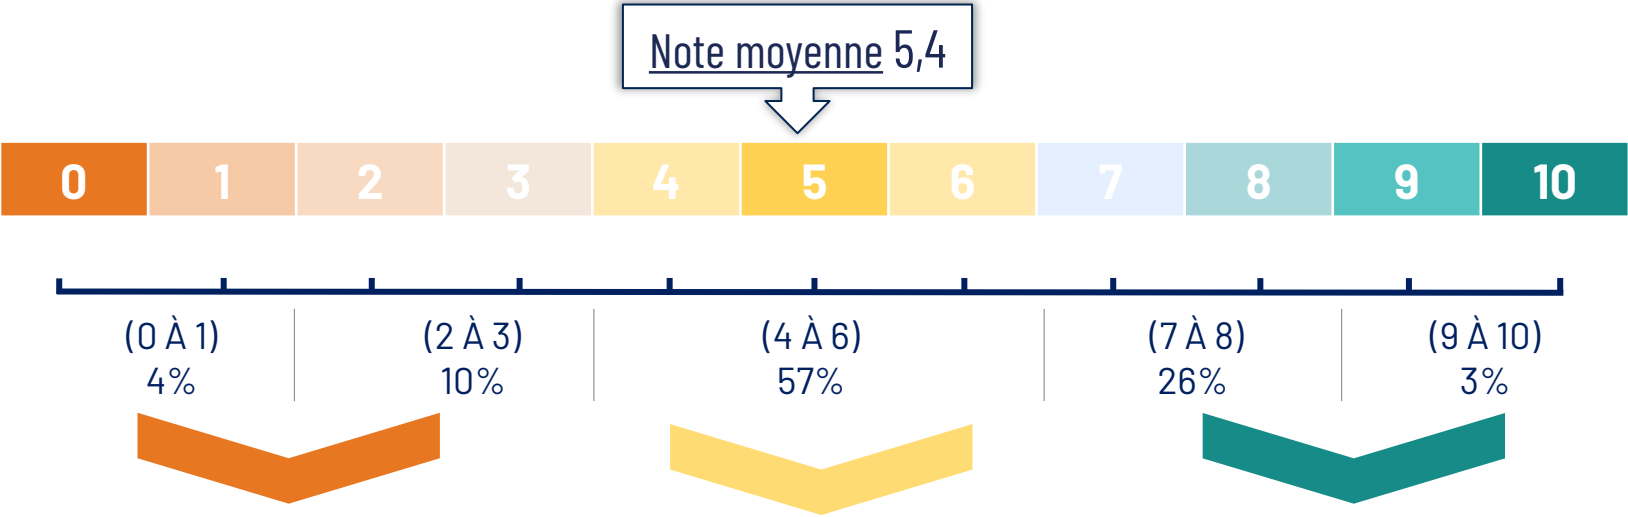 Note moyenne 5,4
0 1 2 3 4 5 6 7 8 9 10
(0 À 1) (2 À 3) (4 À 6) (7 À 8) (9 À 10)
4% 10% 57% 26% 3%